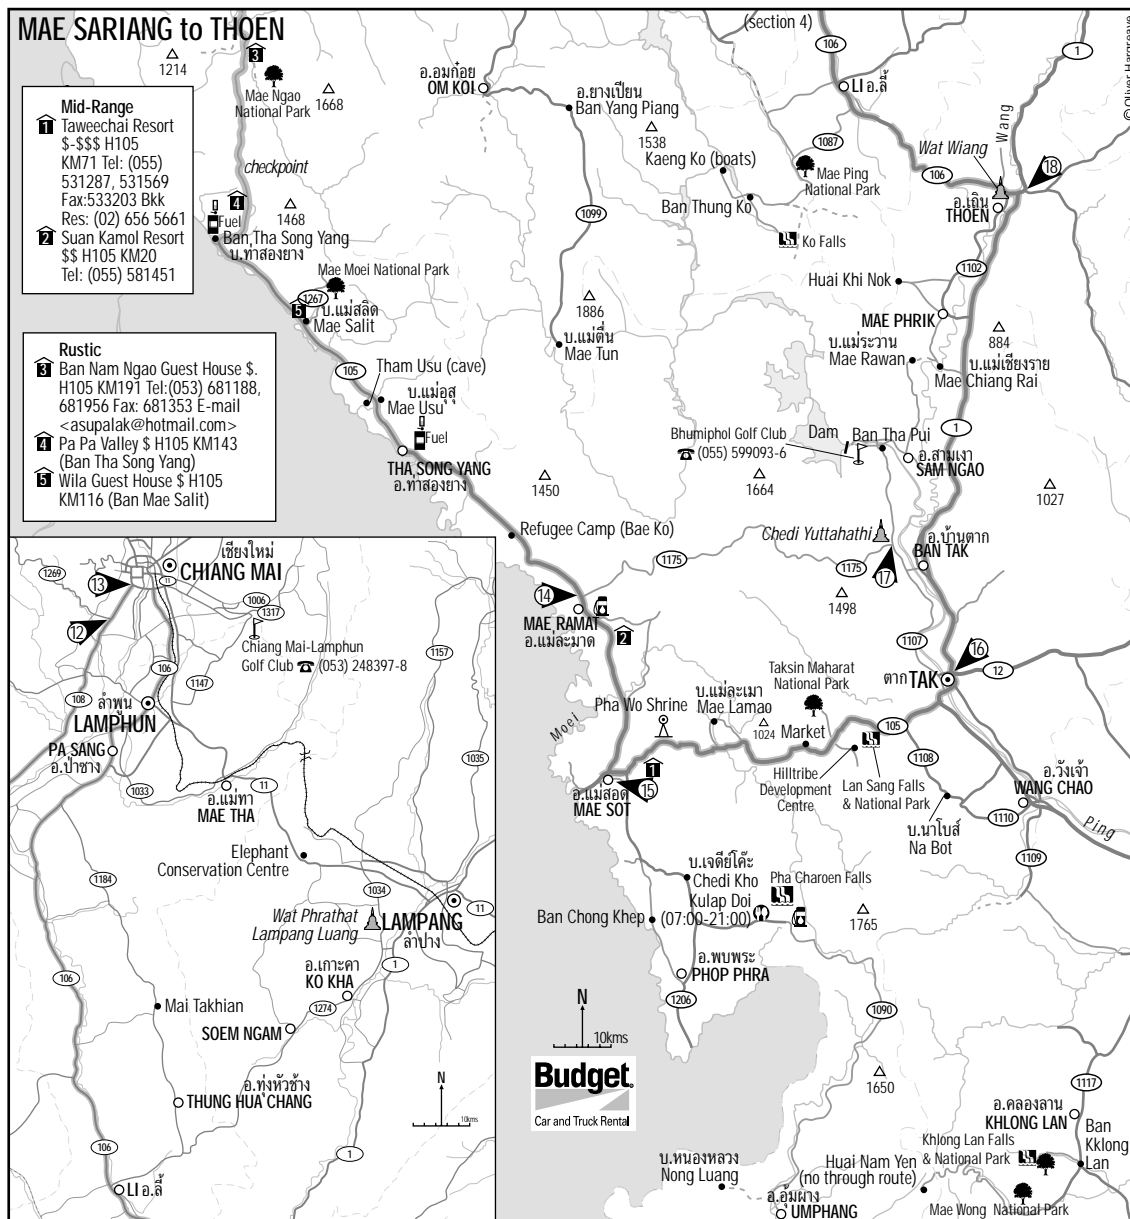 MAE SARIANG to THOEN
(section 4)
© Oliver Hargreave
Mid-Range
1 Taweechai Resort
$-$$$ H105
KM71 Tel: (055)
531287, 531569
Fax:533203 Bkk
Res: (02) 656 5661
2 Suan Kamol Resort
$$ H105 KM20
Tel: (055) 581451
Rustic
3 Ban Nam Ngao Guest House $.
H105 KM191 Tel:(053) 681188,
681956 Fax: 681353 E-mail
<asupalak@hotmail.com>
4 Pa Pa Valley $ H105 KM143
(Ban Tha Song Yang)
5 Wila Guest House $ H105
KM116 (Ban Mae Salit)
1214
3
Mae Ngao
National Park
1668
อ.อมก๋อย
OM KOI
อ.ยางเปียน
Ban Yang Piang
106
1
LI อ.ลี้
1538
1087
Kaeng Ko (boats)
Mae Ping
National Park
Wat Wiang
Wang
18
106
checkpoint
4
1468
Fuel
Ban Tha Song Yang
บ.ท่าสองยาง
1099
Ban Thung Ko
Ko Falls
อ.เถิน
THOEN
1102
Mae Moei National Park
1267
5
บ.แม่สลิด
Mae Salit
Huai Khi Nok
1886
MAE PHRIK
884
บ.แม่ตื่น
Mae Tun
บ.แม่ระวาน
Mae Rawan
บ.แม่เชียงราย
Mae Chiang Rai
105
Tham Usu (cave)
บ.แม่อุสุ
Mae Usu
Fuel
1
Bhumiphol Golf Club
(055) 599093-6
Dam
Ban Tha Pui
อ.สามเงา
SAM NGAO
THA SONG YANG
อ.ท่าสองยาง
1450
1664
1027
Refugee Camp (Bae Ko)
Chedi Yuttahathi
อ.บ้านตาก
BAN TAK
1175
1175
17
1498
14
MAE RAMAT
อ.แม่ละมาด
2
1107
16
ตาก TAK
12
Taksin Maharat
National Park
Pha Wo Shrine
บ.แม่ละเมา
Mae Lamao
Moei
1024
Market
105
1108
1
15
อ.แม่สอด
MAE SOT
Hilltribe
Development
Centre
Lan Sang Falls
& National Park
อ.วังเจ้า
WANG CHAO
1110
Ping
บ.นาโบส์
Na Bot
1109
บ.เจดีย์โค๊ะ
Chedi Kho
Kulap Doi
(07:00-21:00)
Pha Charoen Falls
Ban Chong Khep
1765
อ.พบพระ
PHOP PHRA
1206
1090
N
10kms
Budget
Car and Truck Rental
1650
1117
อ.คลองลาน
KHLONG LAN
Ban
Kklong
Lan
Khlong Lan Falls
& National Park
บ.หนองหลวง
Nong Luang
Huai Nam Yen
(no through route)
Mae Wong National Park
อ.อุ้มผาง
UMPHANG
เชียงใหม่
CHIANG MAI
1269
13
11
1006
1317
12
Chiang Mai-Lamphun
Golf Club (053) 248397-8
106
1157
1147
108
ลำพูน
LAMPHUN
PA SANG
อ.ป่าซาง
1035
1033
11
อ.แม่ทา
MAE THA
Elephant
Conservation Centre
1184
1034
11
Wat Phrathat
Lampang Luang
LAMPANG
ลำปาง
1
อ.เกาะคา
KO KHA
106
1274
Mai Takhian
SOEM NGAM
N
10kms
อ.ทุ่งหัวช้าง
THUNG HUA CHANG
106
1
LI อ.ลี้